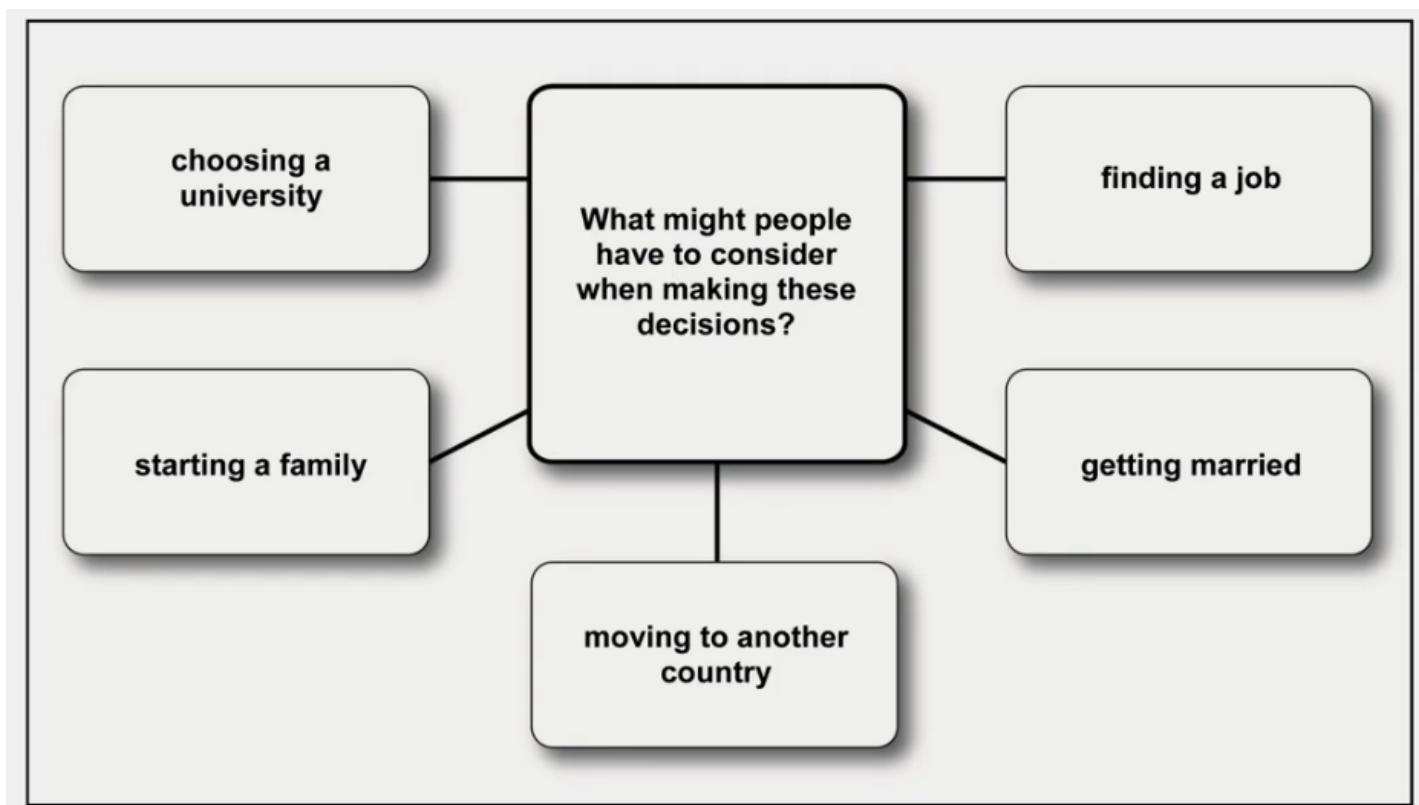 choosing a
university
What might people
have to consider
when making these
decisions?
finding a job
starting a family
getting married
moving to another
country